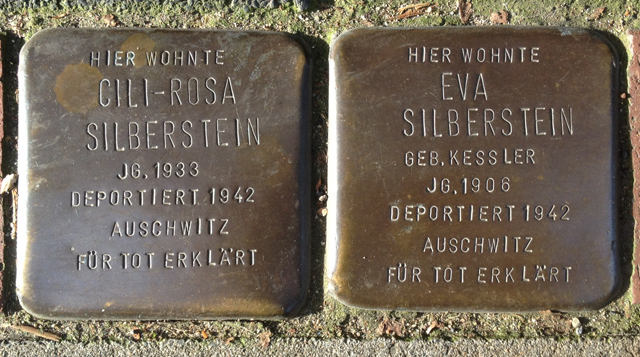 HIER WOHNTE
CILI-ROSA
SILBERSTEIN
JG. 1933
DEPORTIERT 1942
AUSCHWITZ
FÜR TOT ERKLÄRT
HIER WOHNTE
EVA
SILBERSTEIN
GEB. KESSLER
JG. 1906
DEPORTIERT 1942
AUSCHWITZ
FÜR TOT ERKLÄRT